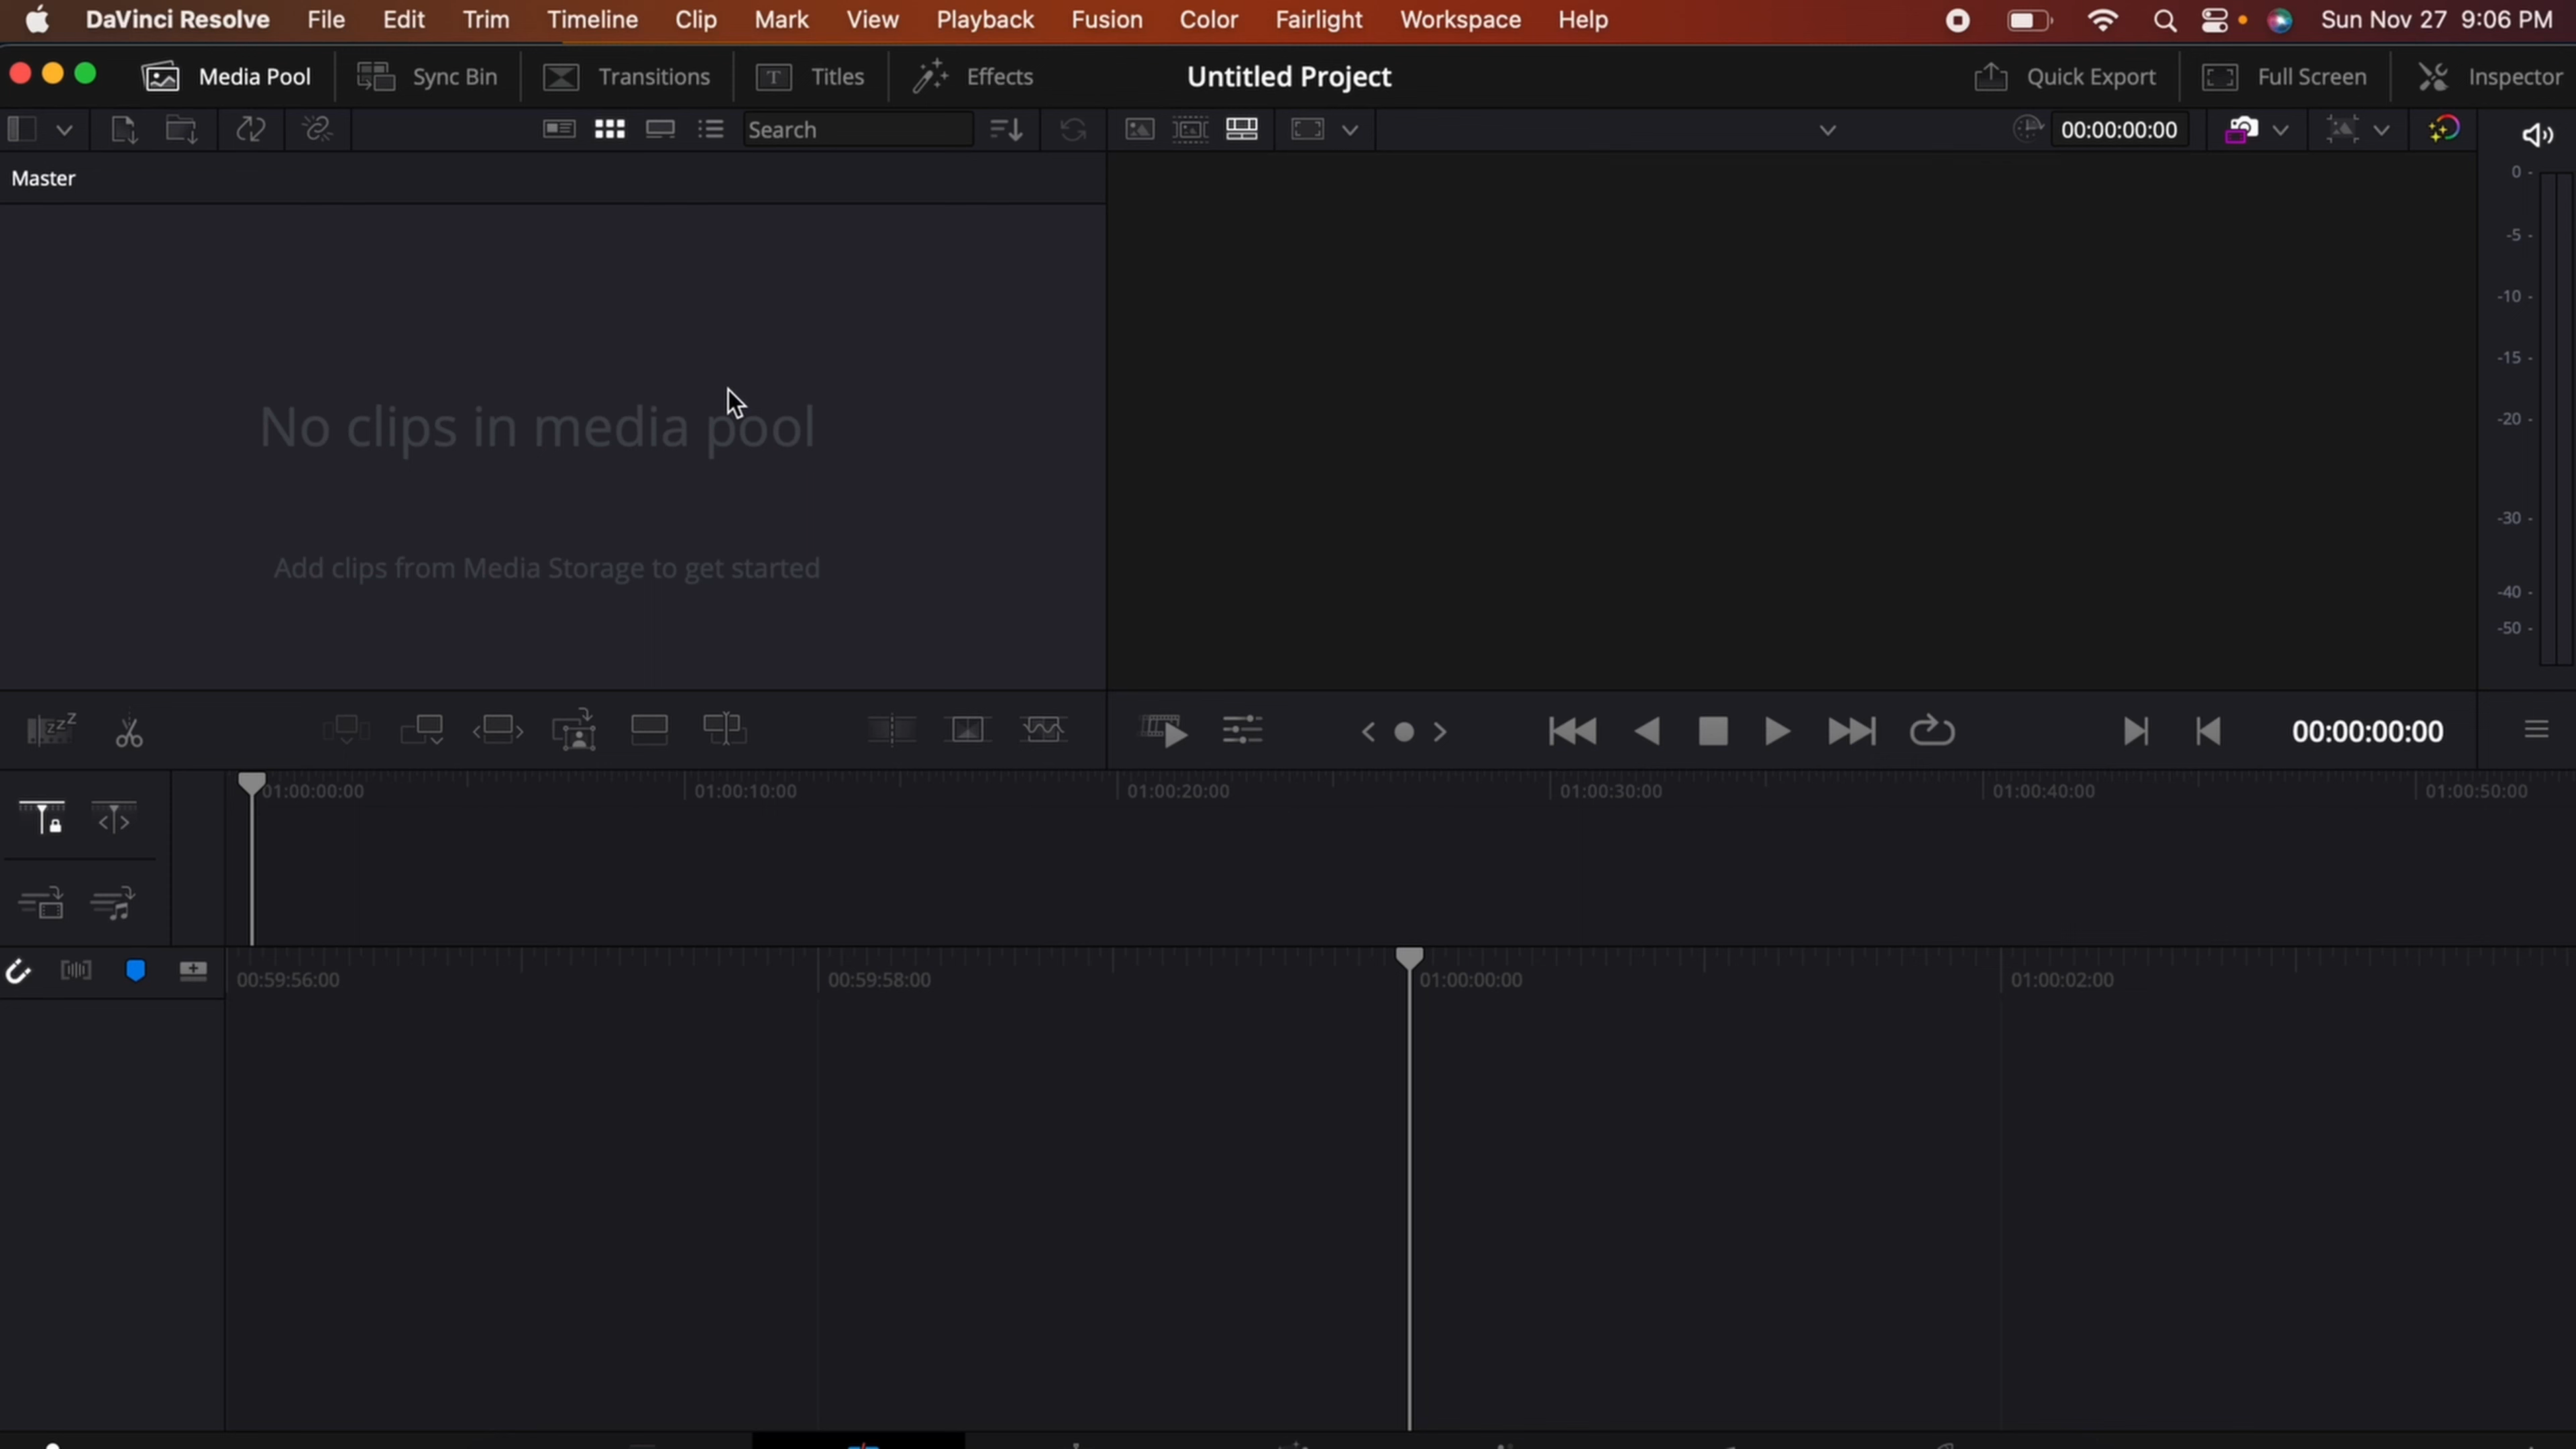 DaVinci Resolve File Edit Trim Timeline Clip Mark View Playback Fusion Color Fairlight Workspace Help Sun Nov 27 9:06 PM
Media Pool Sync Bin Transitions T Titles Effects Untitled Project Quick Export Full Screen Inspector
Search 00:00:00:00
Master
0
-5
-10
-15
-20
-30
-40
-50
No clips in media pool
Add clips from Media Storage to get started
zzZ
00:00:00:00
01:00:00:00 01:00:10:00 01:00:20:00 01:00:30:00 01:00:40:00 01:00:50:00
00:59:56:00 00:59:58:00 01:00:00:00 01:00:02:00